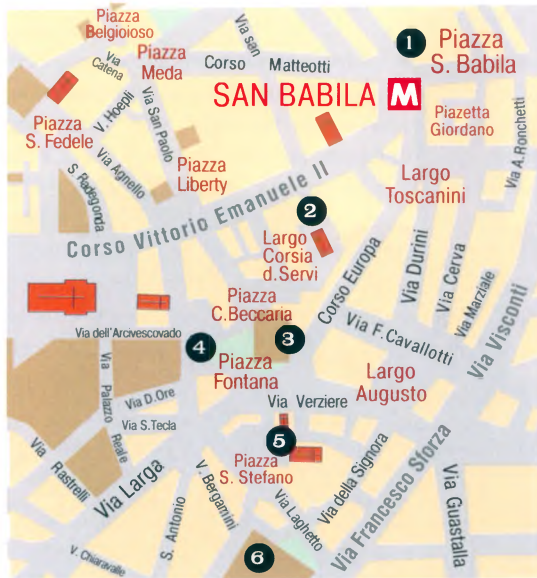 Piazza
Belgioioso
Via
Catena
Piazza
Meda
Via san
Corso Matteotti
1
Piazza
S. Babila
SAN BABILA M
Piazetta
Giordano
Via A.Ronchetti
Piazza
S. Fedele
V. Hoepli
Via San Paolo
Via Agnello
S. Radegonda
Piazza
Liberty
Largo
Toscanini
Corso Vittorio Emanuele II
2
Largo
Corsia
d.Servi
Corso Europa
Via Durini
Via Cerva
Via Marziale
Via Visconti
Piazza
C.Beccaria
Via dell'Arcivescovado
4
3
Via F.Cavallotti
Piazza
Fontana
Largo
Augusto
Via Palazzo Reale
Via D.Ore
Via S.Tecla
Via Verziere
5
Piazza
S. Stefano
Via Rastrelli
Via Larga
V. Bergamini
S. Antonio
Via Laghetto
Via della Signora
Via Francesco Sforza
Via Guastalla
V. Chiaravalle
6